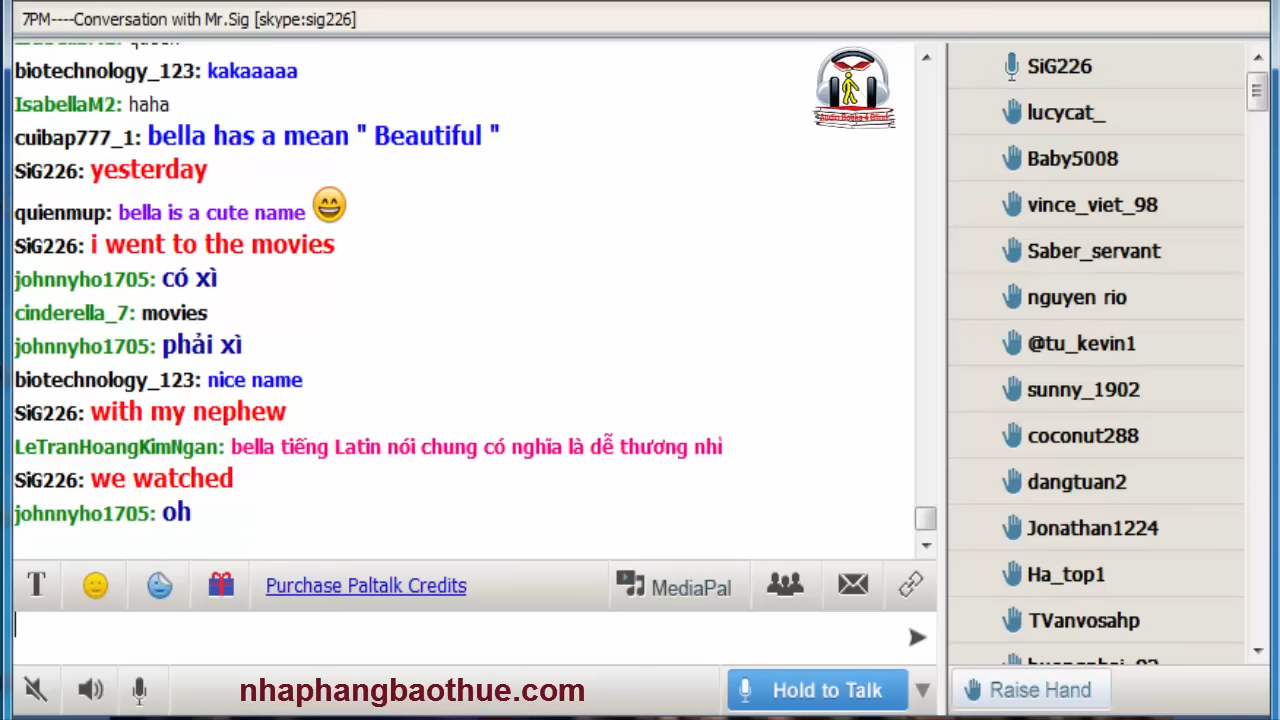 7PM----Conversation with Mr.Sig [skype:sig226]
biotechnology_123: kakaaaaa
IsabellaM2: haha
cuibap777_1: bella has a mean " Beautiful "
SiG226: yesterday
quienmup: bella is a cute name
SiG226: i went to the movies
johnnyho1705: có xì
cinderella_7: movies
johnnyho1705: phải xì
biotechnology_123: nice name
SiG226: with my nephew
LeTranHoangKimNgan: bella tiếng Latin nói chung có nghĩa là dễ thương nhỉ
SiG226: we watched
johnnyho1705: oh
Audio Books 4 Blind
SiG226
lucycat_
Baby5008
vince_viet_98
Saber_servant
nguyen rio
@tu_kevin1
sunny_1902
coconut288
dangtuan2
Jonathan1224
Ha_top1
TVanvosahp
T
Purchase Paltalk Credits
MediaPal
nhaphangbaothue.com
Hold to Talk
Raise Hand